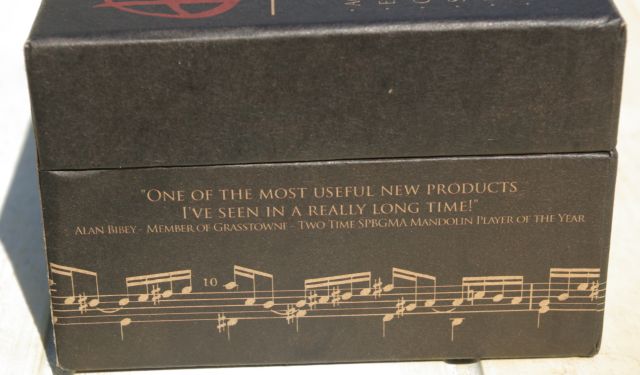 "One of the most useful new products
I've seen in a really long time!"
Alan Bibey - Member of Grasstown! - Two Time SPBGMA Mandolin Player of the Year
10